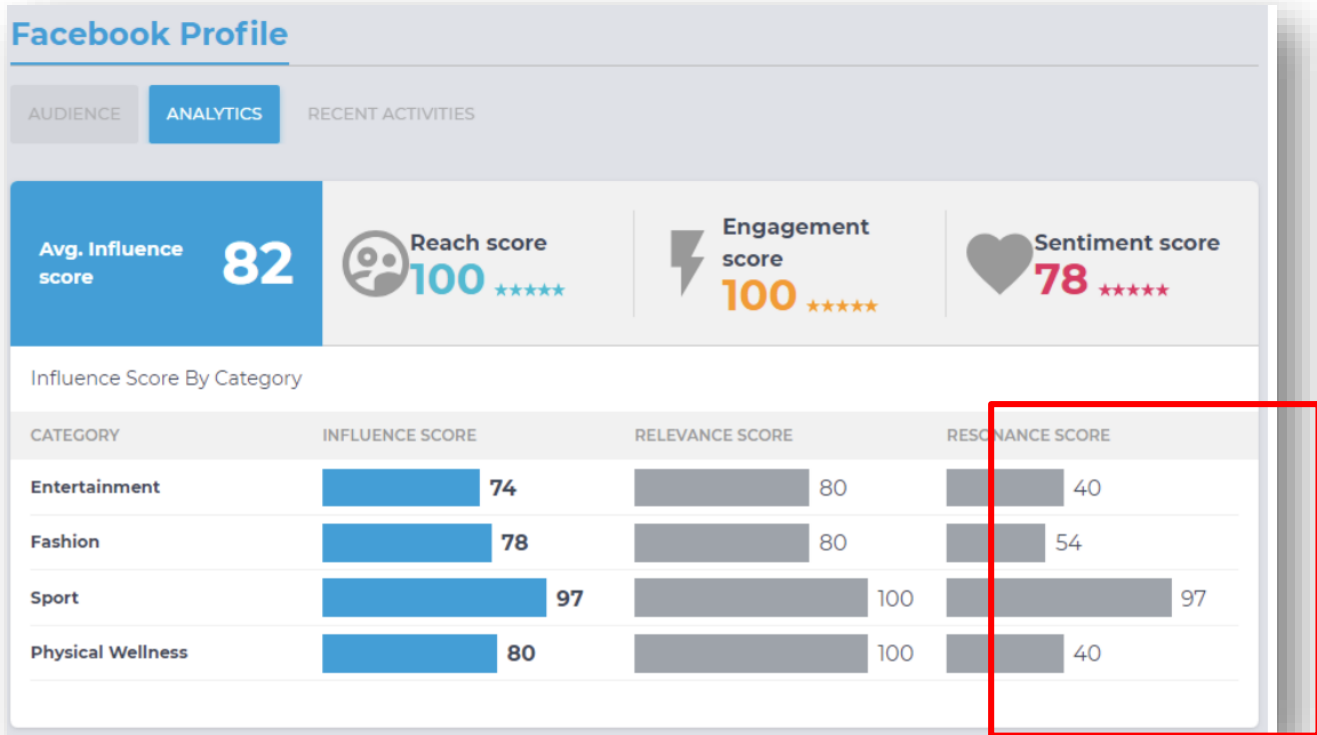 Facebook Profile
AUDIENCE ANALYTICS RECENT ACTIVITIES
Avg. Influence score 82
Reach score
100
Engagement score
100
Sentiment score
78
Influence Score By Category
CATEGORY INFLUENCE SCORE RELEVANCE SCORE RESONANCE SCORE
Entertainment 74 80 40
Fashion 78 80 54
Sport 97 100 97
Physical Wellness 80 100 40